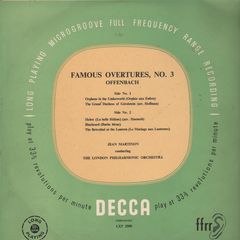 LONG PLAYING MICROGROOVE FULL FREQUENCY RANGE RECORDING
FAMOUS OVERTURES, NO. 3
OFFENBACH
Side No. 1
Orpheus in the Underworld (Orphée aux Enfers)
The Grand Duchess of Gerolstein (arr. Hoffman)
Side No. 2
Helen (La belle Hélène) (arr.
Bluebeard (Barbe Bleue)
The Betrothal at the Lantern (Le Mariage aux Lanternes)
JEAN MARTINON
conducting
THE LONDON PHILHARMONIC ORCHESTRA
play at 33⅓ revolutions per minute
DECCA
play at 33⅓ revolutions per minute
LONG PLAYING
ffrr